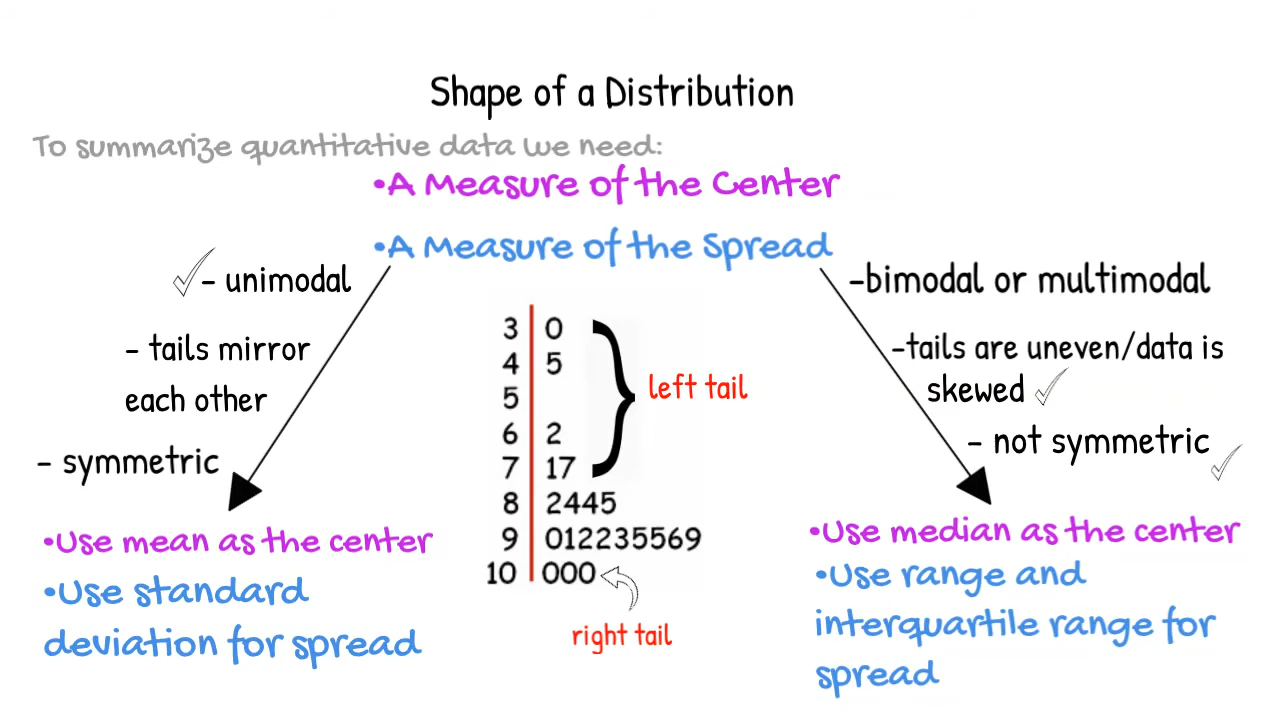 Shape of a Distribution
To summarize quantitative data we need:
•A Measure of the Center
•A Measure of the Spread
- unimodal
- tails mirror
each other
- symmetric
•Use mean as the center
•Use standard
deviation for spread
3 | 0
4 | 5
5 |
6 | 2
7 | 17
8 | 2445
9 | 012235569
10 | 000
left tail
right tail
-bimodal or multimodal
-tails are uneven/data is
skewed
- not symmetric
•Use median as the center
•Use range and
interquartile range for
spread